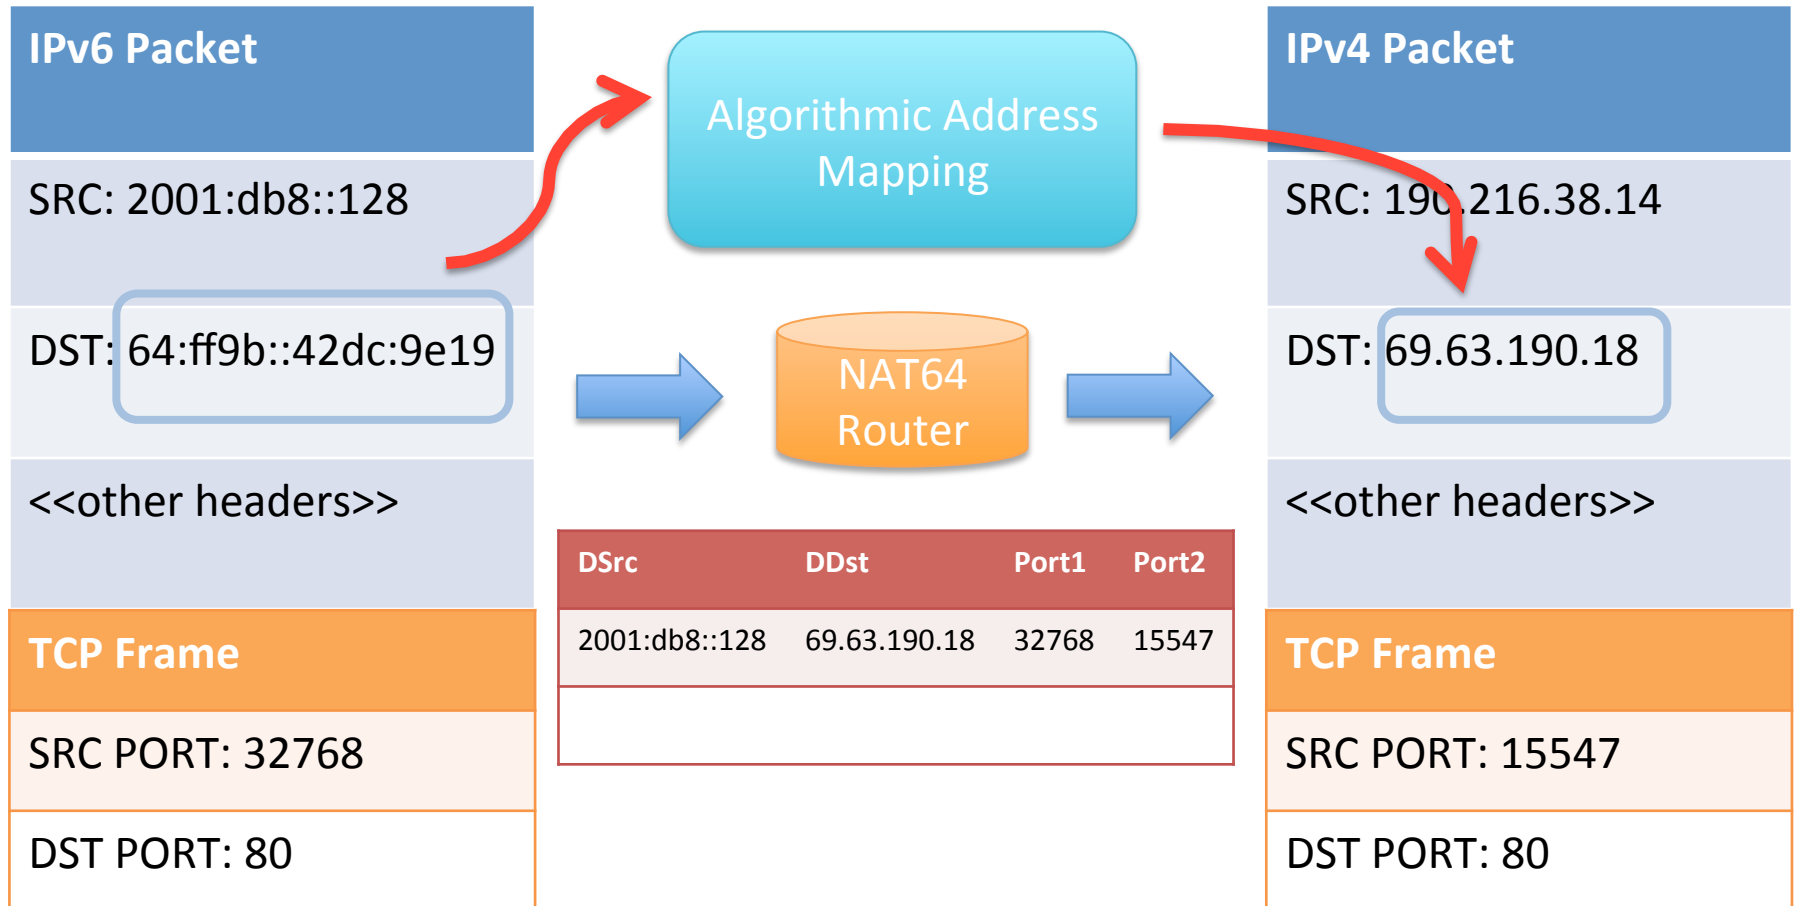 IPv6 Packet
SRC: 2001:db8::128
DST: 64:ff9b::42dc:9e19
<<other headers>>
TCP Frame
SRC PORT: 32768
DST PORT: 80
Algorithmic Address
Mapping
NAT64
Router
DSrc DDst Port1 Port2
2001:db8::128 69.63.190.18 32768 15547
IPv4 Packet
SRC: 190.216.38.14
DST: 69.63.190.18
<<other headers>>
TCP Frame
SRC PORT: 15547
DST PORT: 80